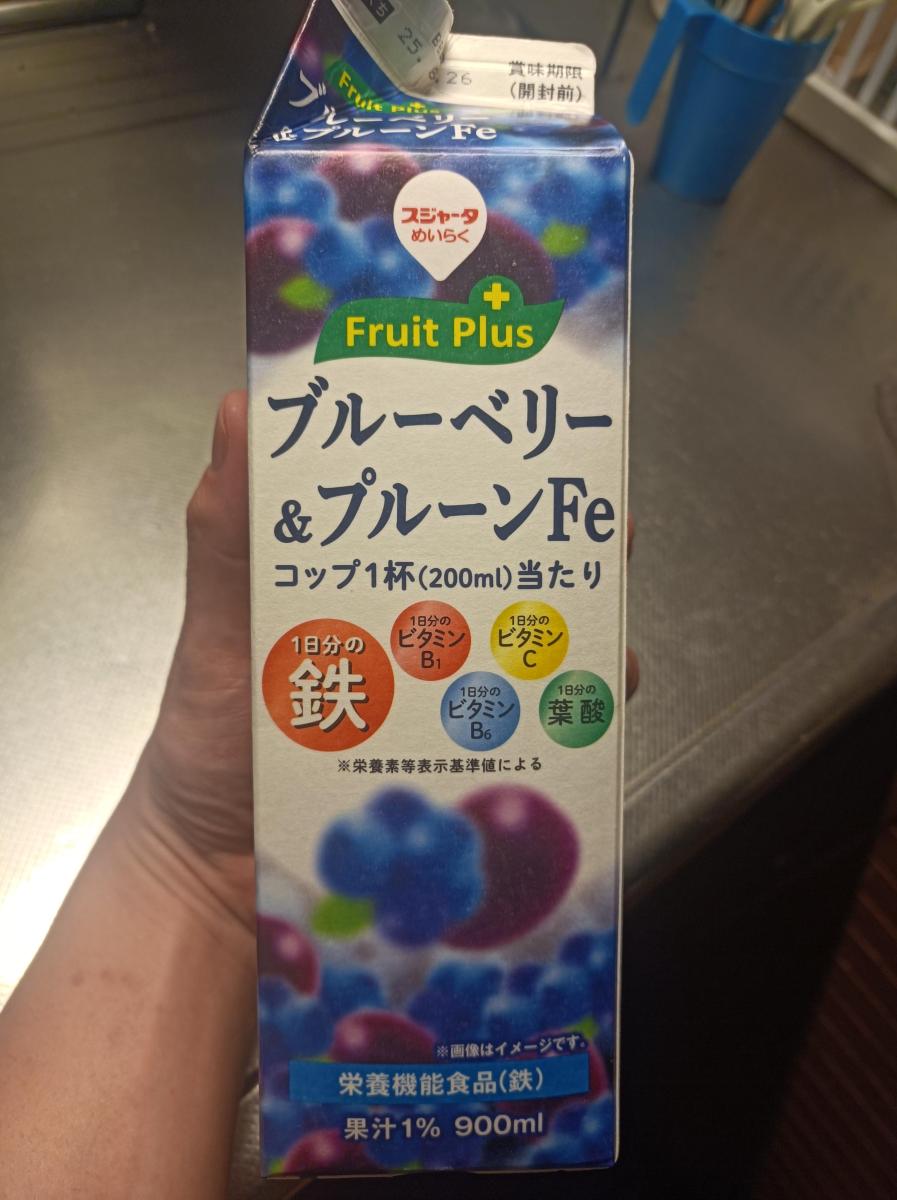 くち
25.
26
賞味期限
(開封前)
Fruit Plus
ブルーベリー
&プルーンFe
スジャータ
めいらく
Fruit Plus
ブルーベリー
&プルーンFe
コップ1杯(200ml)当たり
1日分の
鉄
1日分の
ビタミン
B1
1日分の
ビタミン
C
1日分の
ビタミン
B6
1日分の
葉酸
※栄養素等表示基準値による
※画像はイメージです。
栄養機能食品(鉄)
果汁1% 900ml